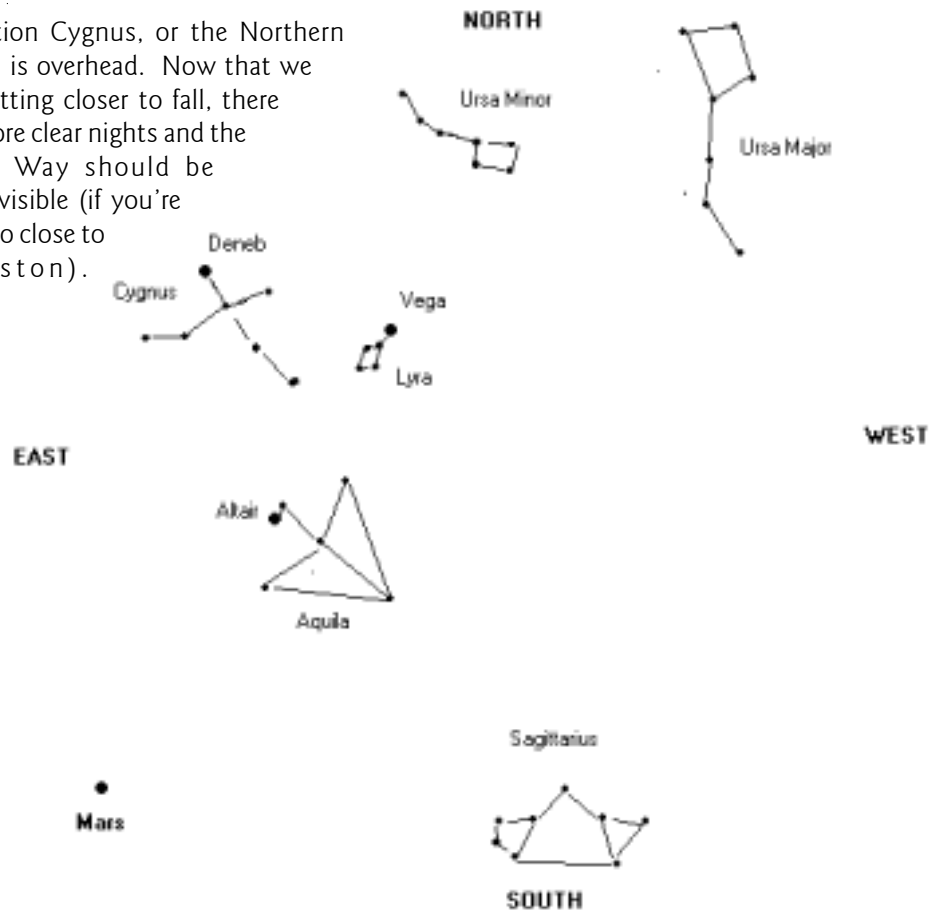 tion Cygnus, or the Northern
is overhead. Now that we
tting closer to fall, there
ore clear nights and the
Way should be
visible (if you're
o close to
ston).
NORTH
Ursa Minor
Ursa Major
Deneb
Cygnus
Vega
Lyra
WEST
EAST
Altair
Aquila
Sagittarius
Mars
SOUTH